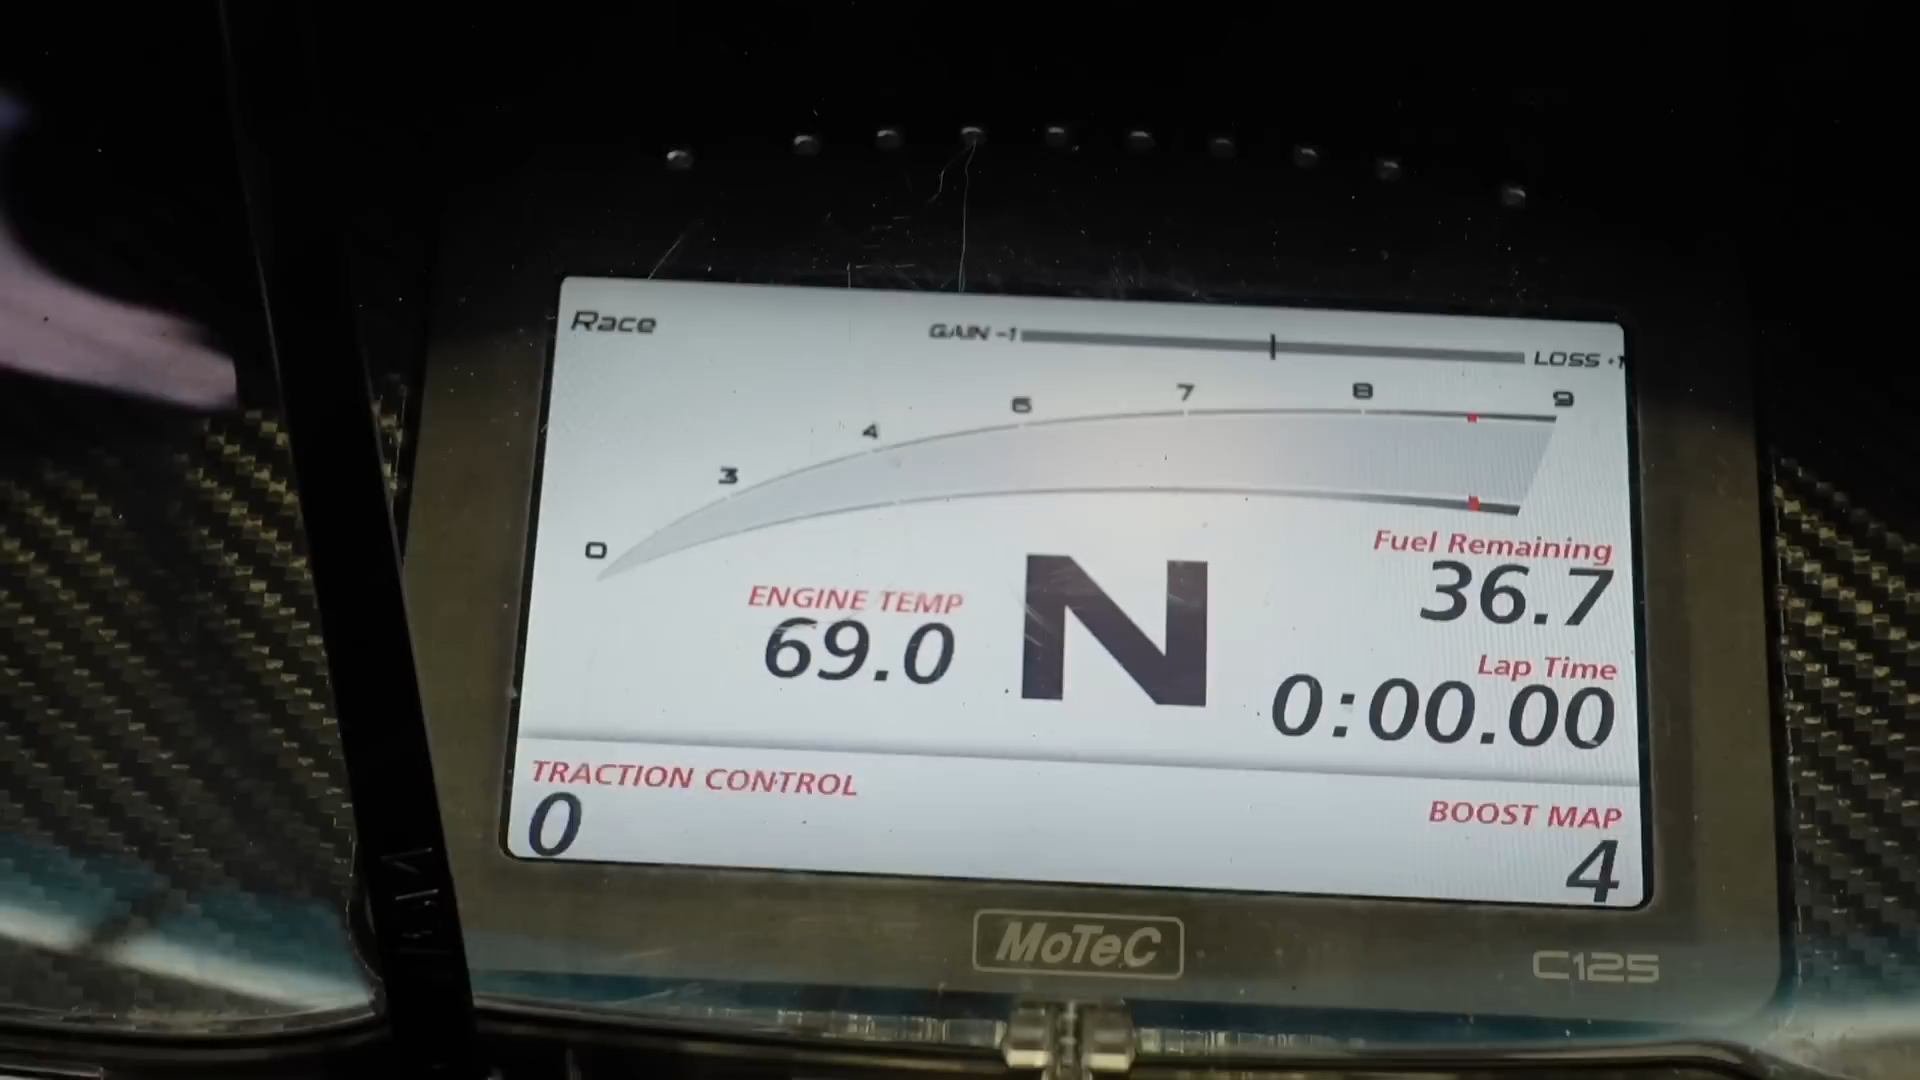 Race
GAIN -1 LOSS +1
0 3 4 6 7 8 9
Fuel Remaining
36.7
ENGINE TEMP
69.0
N
Lap Time
0:00.00
TRACTION CONTROL
0
BOOST MAP
4
MoTeC
C125